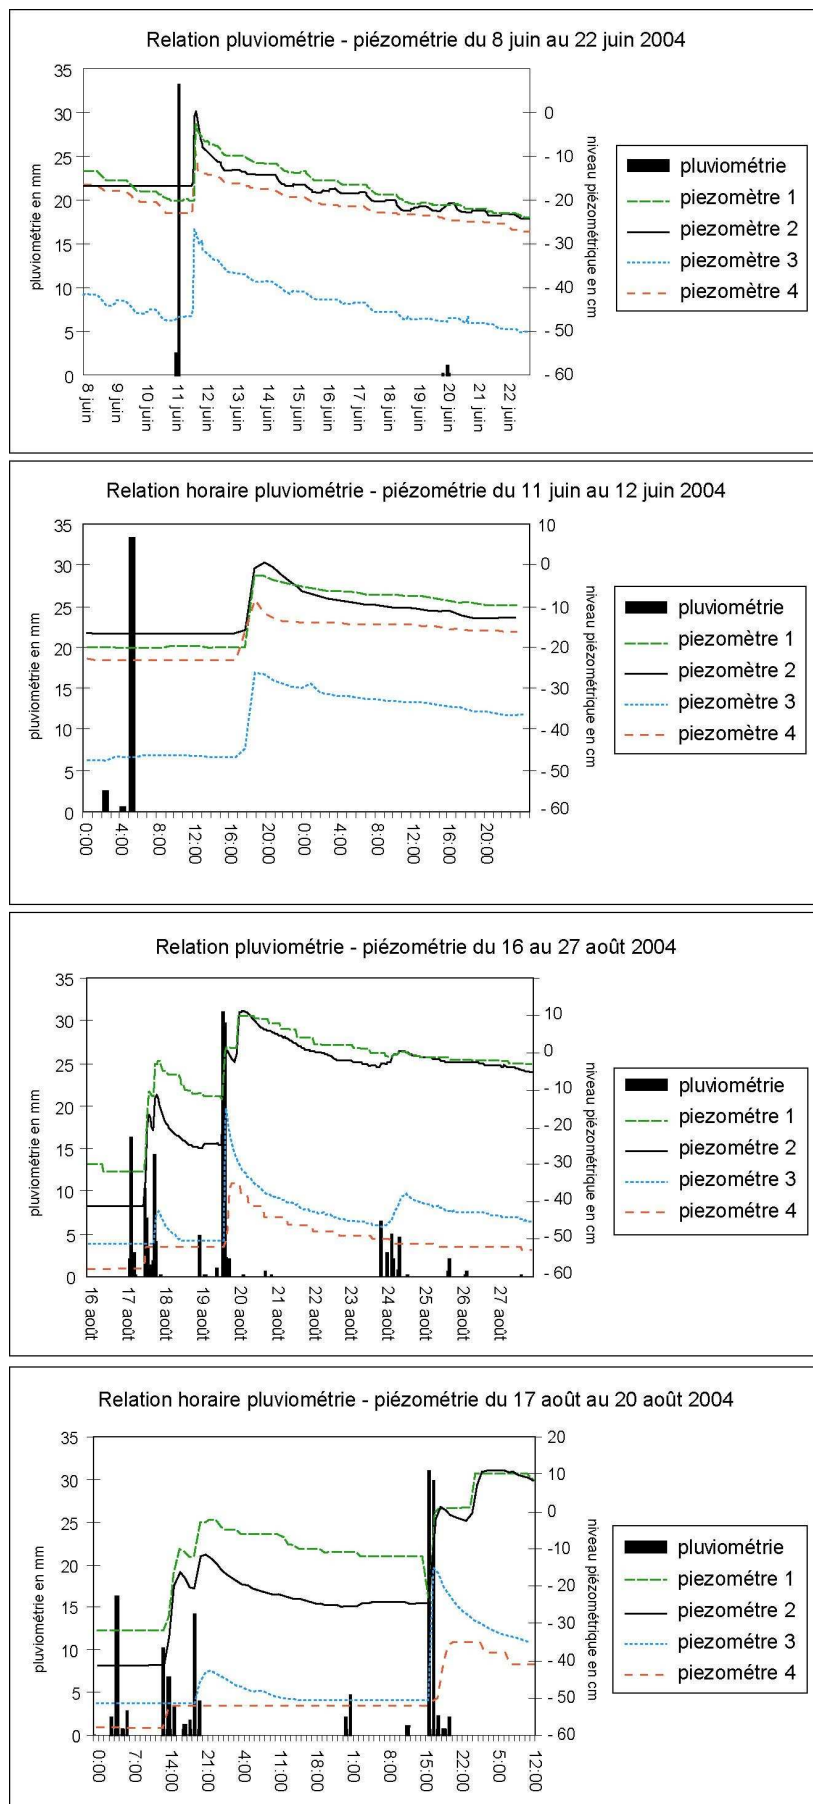 Relation pluviométrie - piézométrie du 8 juin au 22 juin 2004
35
30
25
20
15
10
5
0
pluviométrie en mm
0
- 10
- 20
- 30
- 40
- 50
- 60
niveau piézométrique en cm
8 juin
9 juin
10 juin
11 juin
12 juin
13 juin
14 juin
15 juin
16 juin
17 juin
18 juin
19 juin
20 juin
21 juin
22 juin
pluviométrie
piezomètre 1
piezomètre 2
piezomètre 3
piezomètre 4
Relation horaire pluviométrie - piézométrie du 11 juin au 12 juin 2004
35
30
25
20
15
10
5
0
pluviométrie en mm
10
0
- 10
- 20
- 30
- 40
- 50
- 60
niveau piézométrique en cm
0:00
4:00
8:00
12:00
16:00
20:00
0:00
4:00
8:00
12:00
16:00
20:00
pluviométrie
piezomètre 1
piezomètre 2
piezomètre 3
piezomètre 4
Relation pluviométrie - piézométrie du 16 au 27 août 2004
35
30
25
20
15
10
5
0
pluviométrie en mm
10
0
- 10
- 20
- 30
- 40
- 50
- 60
niveau piézométrique en cm
16 août
17 août
18 août
19 août
20 août
21 août
22 août
23 août
24 août
25 août
26 août
27 août
pluviométrie
piezométre 1
piezométre 2
piezométre 3
piezométre 4
Relation horaire pluviométrie - piézométrie du 17 août au 20 août 2004
35
30
25
20
15
10
5
0
pluviométrie en mm
20
10
0
- 10
- 20
- 30
- 40
- 50
- 60
niveau piézométrique en cm
0:00
7:00
14:00
21:00
4:00
11:00
18:00
1:00
8:00
15:00
22:00
5:00
12:00
pluviométrie
piezométre 1
piezométre 2
piezométre 3
piezométre 4